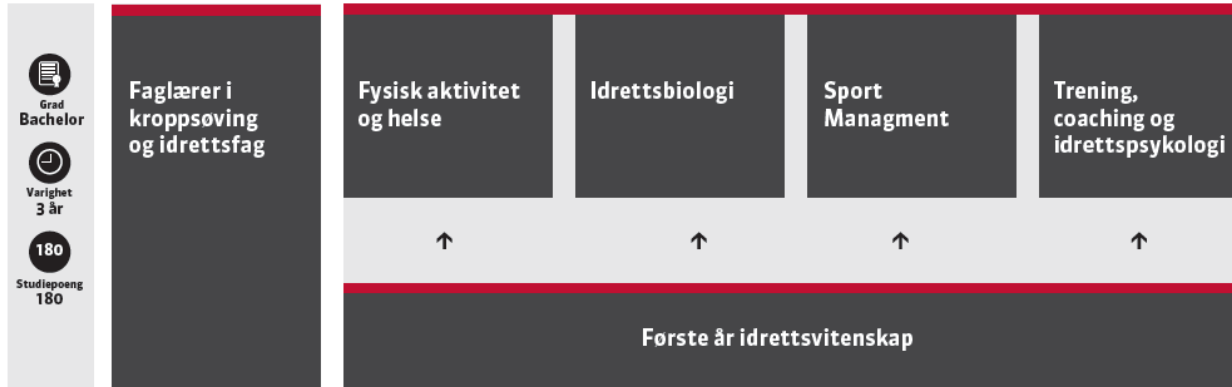 Grad
Bachelor
Varighet
3 år
180
Studiepoeng
180
Faglærer i
kroppsøving
og idrettsfag
Fysisk aktivitet
og helse
Idrettsbiologi
Sport
Managment
Trening,
coaching og
idrettspsykologi
Første år idrettsvitenskap